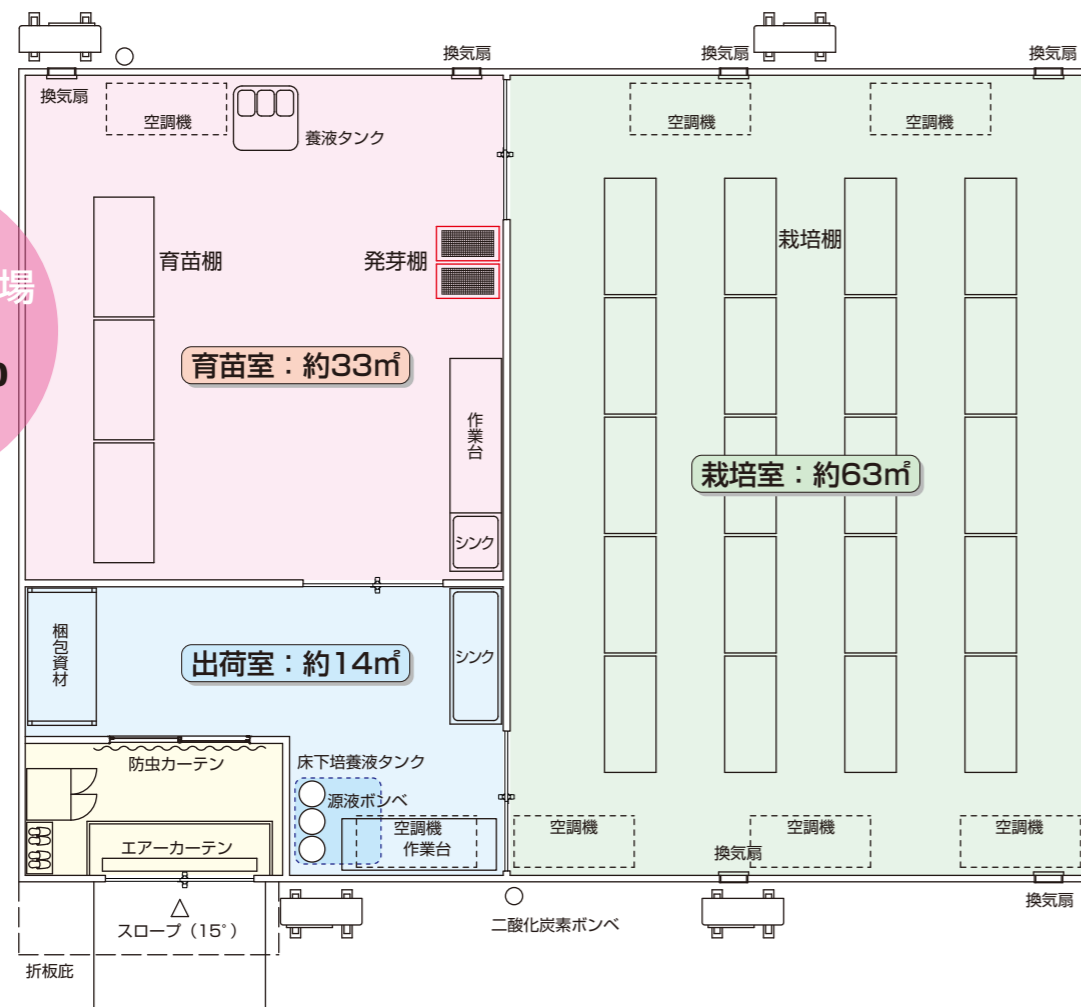 換気扇
換気扇
換気扇
換気扇
空調機
養液タンク
空調機
空調機
育苗棚
発芽棚
栽培棚
場
育苗室：約33㎡
作業台
シンク
栽培室：約63㎡
梱包資材
出荷室：約14㎡
シンク
防虫カーテン
床下培養液タンク
源液ボンベ
空調機
作業台
エアーカーテン
空調機
空調機
空調機
換気扇
換気扇
スロープ（15°）
二酸化炭素ボンベ
折板庇